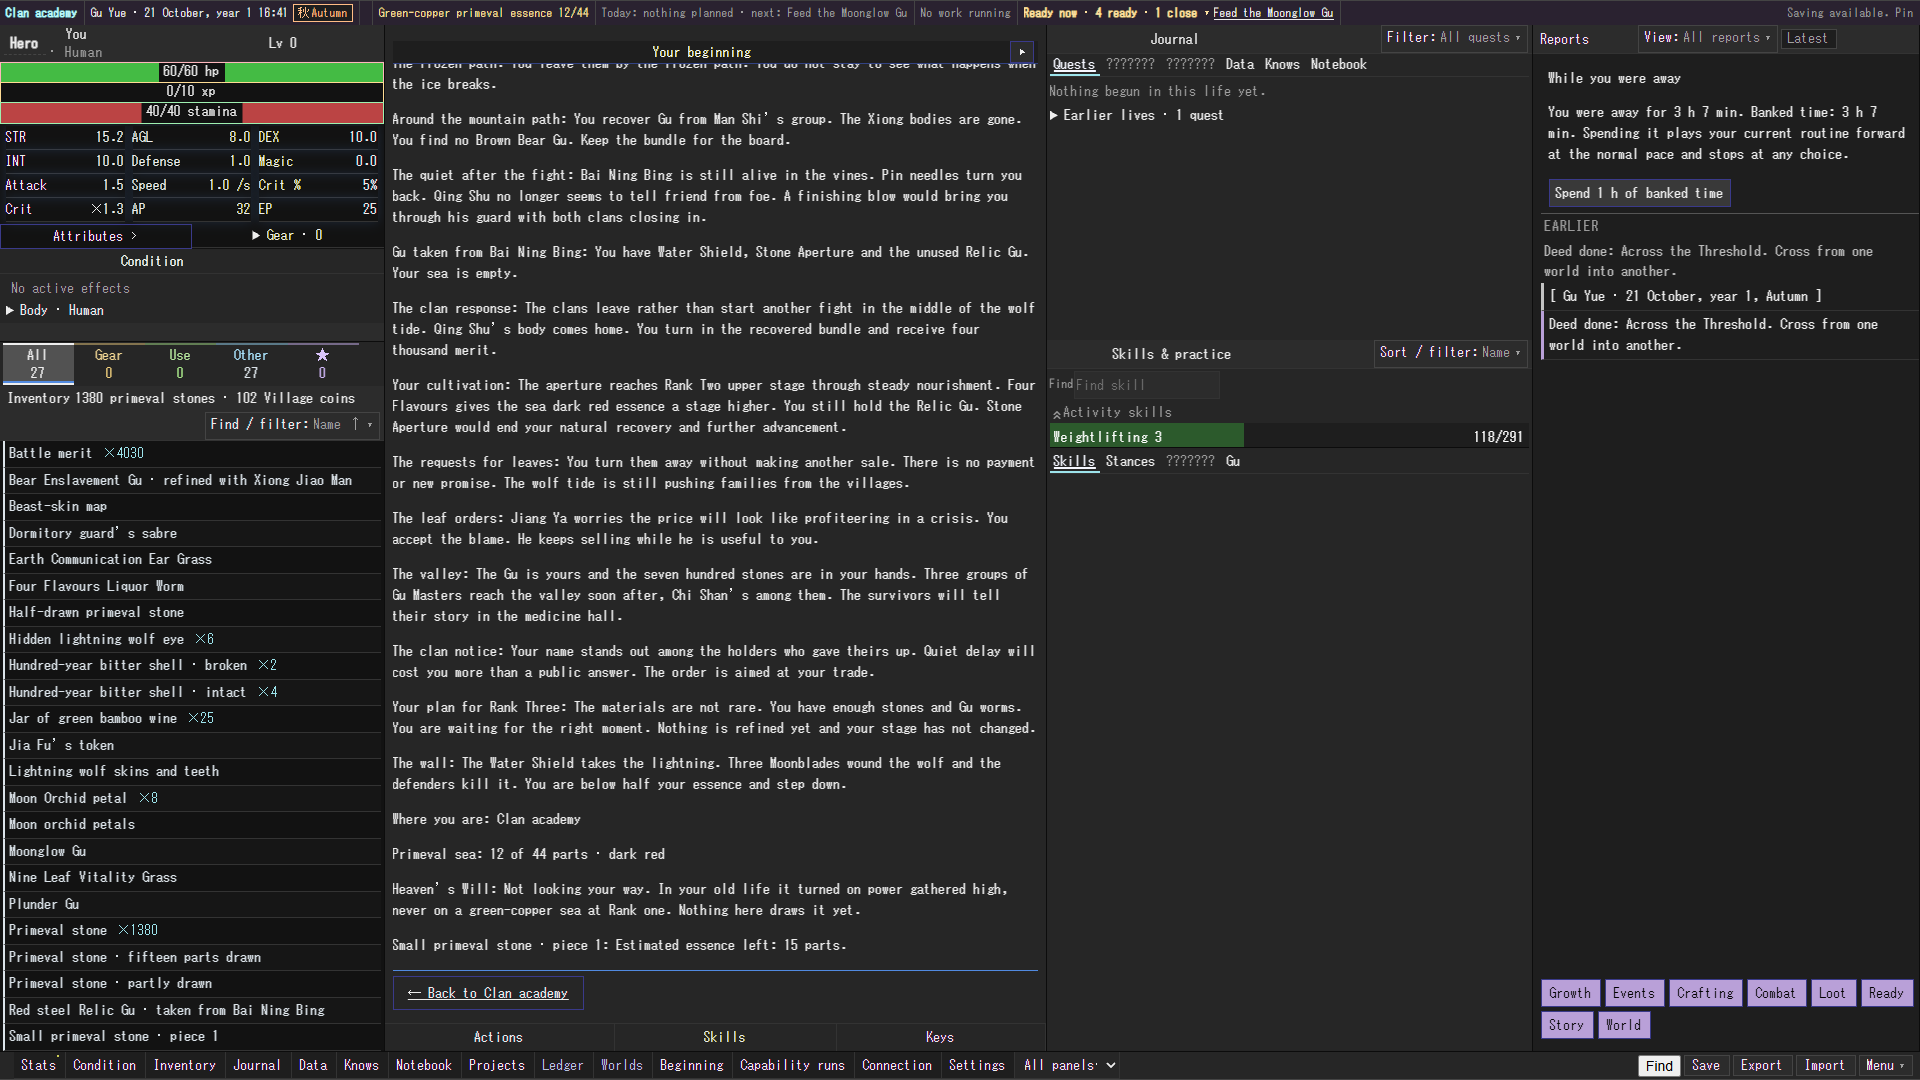 Clan academy Gu Yue · 21 October, year 1 16:41 秋Autumn Green-copper primeval essence 12/44 Today: nothing planned · next: Feed the Moonglow Gu No work running Ready now · 4 ready · 1 close ▾ Feed the Moonglow Gu Saving available. Pin
Hero · You Human Lv 0
60/60 hp
0/10 xp
40/40 stamina
STR 15.2 AGL 8.0 DEX 10.0
INT 10.0 Defense 1.0 Magic 0.0
Attack 1.5 Speed 1.0 /s Crit % 5%
Crit ×1.3 AP 32 EP 25
Attributes > ▶ Gear · 0
Condition
No active effects
▶ Body · Human
All Gear Use Other ★
27 0 0 27 0
Inventory 1380 primeval stones · 102 Village coins
Find / filter: Name ↑ ▾
Battle merit ×4030
Bear Enslavement Gu · refined with Xiong Jiao Man
Beast-skin map
Dormitory guard's sabre
Earth Communication Ear Grass
Four Flavours Liquor Worm
Half-drawn primeval stone
Hidden lightning wolf eye ×6
Hundred-year bitter shell · broken ×2
Hundred-year bitter shell · intact ×4
Jar of green bamboo wine ×25
Jia Fu's token
Lightning wolf skins and teeth
Moon Orchid petal ×8
Moon orchid petals
Moonglow Gu
Nine Leaf Vitality Grass
Plunder Gu
Primeval stone ×1380
Primeval stone · fifteen parts drawn
Primeval stone · partly drawn
Red steel Relic Gu · taken from Bai Ning Bing
Small primeval stone · piece 1
Your beginning ▸
The frozen path: You leave them by the frozen path. You do not stay to see what happens when
the ice breaks.
Around the mountain path: You recover Gu from Man Shi's group. The Xiong bodies are gone.
You find no Brown Bear Gu. Keep the bundle for the board.
The quiet after the fight: Bai Ning Bing is still alive in the vines. Pin needles turn you
back. Qing Shu no longer seems to tell friend from foe. A finishing blow would bring you
through his guard with both clans closing in.
Gu taken from Bai Ning Bing: You have Water Shield, Stone Aperture and the unused Relic Gu.
Your sea is empty.
The clan response: The clans leave rather than start another fight in the middle of the wolf
tide. Qing Shu's body comes home. You turn in the recovered bundle and receive four
thousand merit.
Your cultivation: The aperture reaches Rank Two upper stage through steady nourishment. Four
Flavours gives the sea dark red essence a stage higher. You still hold the Relic Gu. Stone
Aperture would end your natural recovery and further advancement.
The requests for leaves: You turn them away without making another sale. There is no payment
or new promise. The wolf tide is still pushing families from the villages.
The leaf orders: Jiang Ya worries the price will look like profiteering in a crisis. You
accept the blame. He keeps selling while he is useful to you.
The valley: The Gu is yours and the seven hundred stones are in your hands. Three groups of
Gu Masters reach the valley soon after, Chi Shan's among them. The survivors will tell
their story in the medicine hall.
The clan notice: Your name stands out among the holders who gave theirs up. Quiet delay will
cost you more than a public answer. The order is aimed at your trade.
Your plan for Rank Three: The materials are not rare. You have enough stones and Gu worms.
You are waiting for the right moment. Nothing is refined yet and your stage has not changed.
The wall: The Water Shield takes the lightning. Three Moonblades wound the wolf and the
defenders kill it. You are below half your essence and step down.
Where you are: Clan academy
Primeval sea: 12 of 44 parts · dark red
Heaven's Will: Not looking your way. In your old life it turned on power gathered high,
never on a green-copper sea at Rank one. Nothing here draws it yet.
Small primeval stone · piece 1: Estimated essence left: 15 parts.
← Back to Clan academy
Actions Skills Keys
Journal Filter: All quests ▾
Quests ??????? ??????? Data Knows Notebook
Nothing begun in this life yet.
▶ Earlier lives · 1 quest
Skills & practice Sort / filter: Name ▾
Find Find skill
Activity skills
Weightlifting 3 118/291
Skills Stances ??????? Gu
Reports View: All reports ▾ Latest
While you were away
You were away for 3 h 7 min. Banked time: 3 h 7
min. Spending it plays your current routine forward
at the normal pace and stops at any choice.
Spend 1 h of banked time
EARLIER
Deed done: Across the Threshold. Cross from one
world into another.
[ Gu Yue · 21 October, year 1, Autumn ]
Deed done: Across the Threshold. Cross from one
world into another.
Growth Events Crafting Combat Loot Ready
Story World
Stats Condition Inventory Journal Data Knows Notebook Projects Ledger Worlds Beginning Capability runs Connection Settings All panels Find Save Export Import Menu